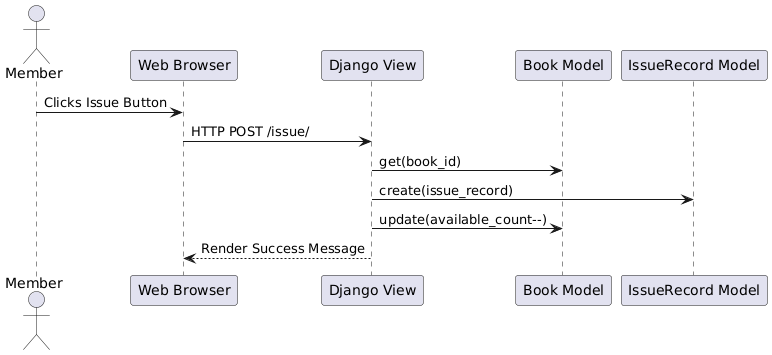 Member
Web Browser
Django View
Book Model
IssueRecord Model
Clicks Issue Button
HTTP POST /issue/
get(book_id)
create(issue_record)
update(available_count--)
Render Success Message
Member
Web Browser
Django View
Book Model
IssueRecord Model